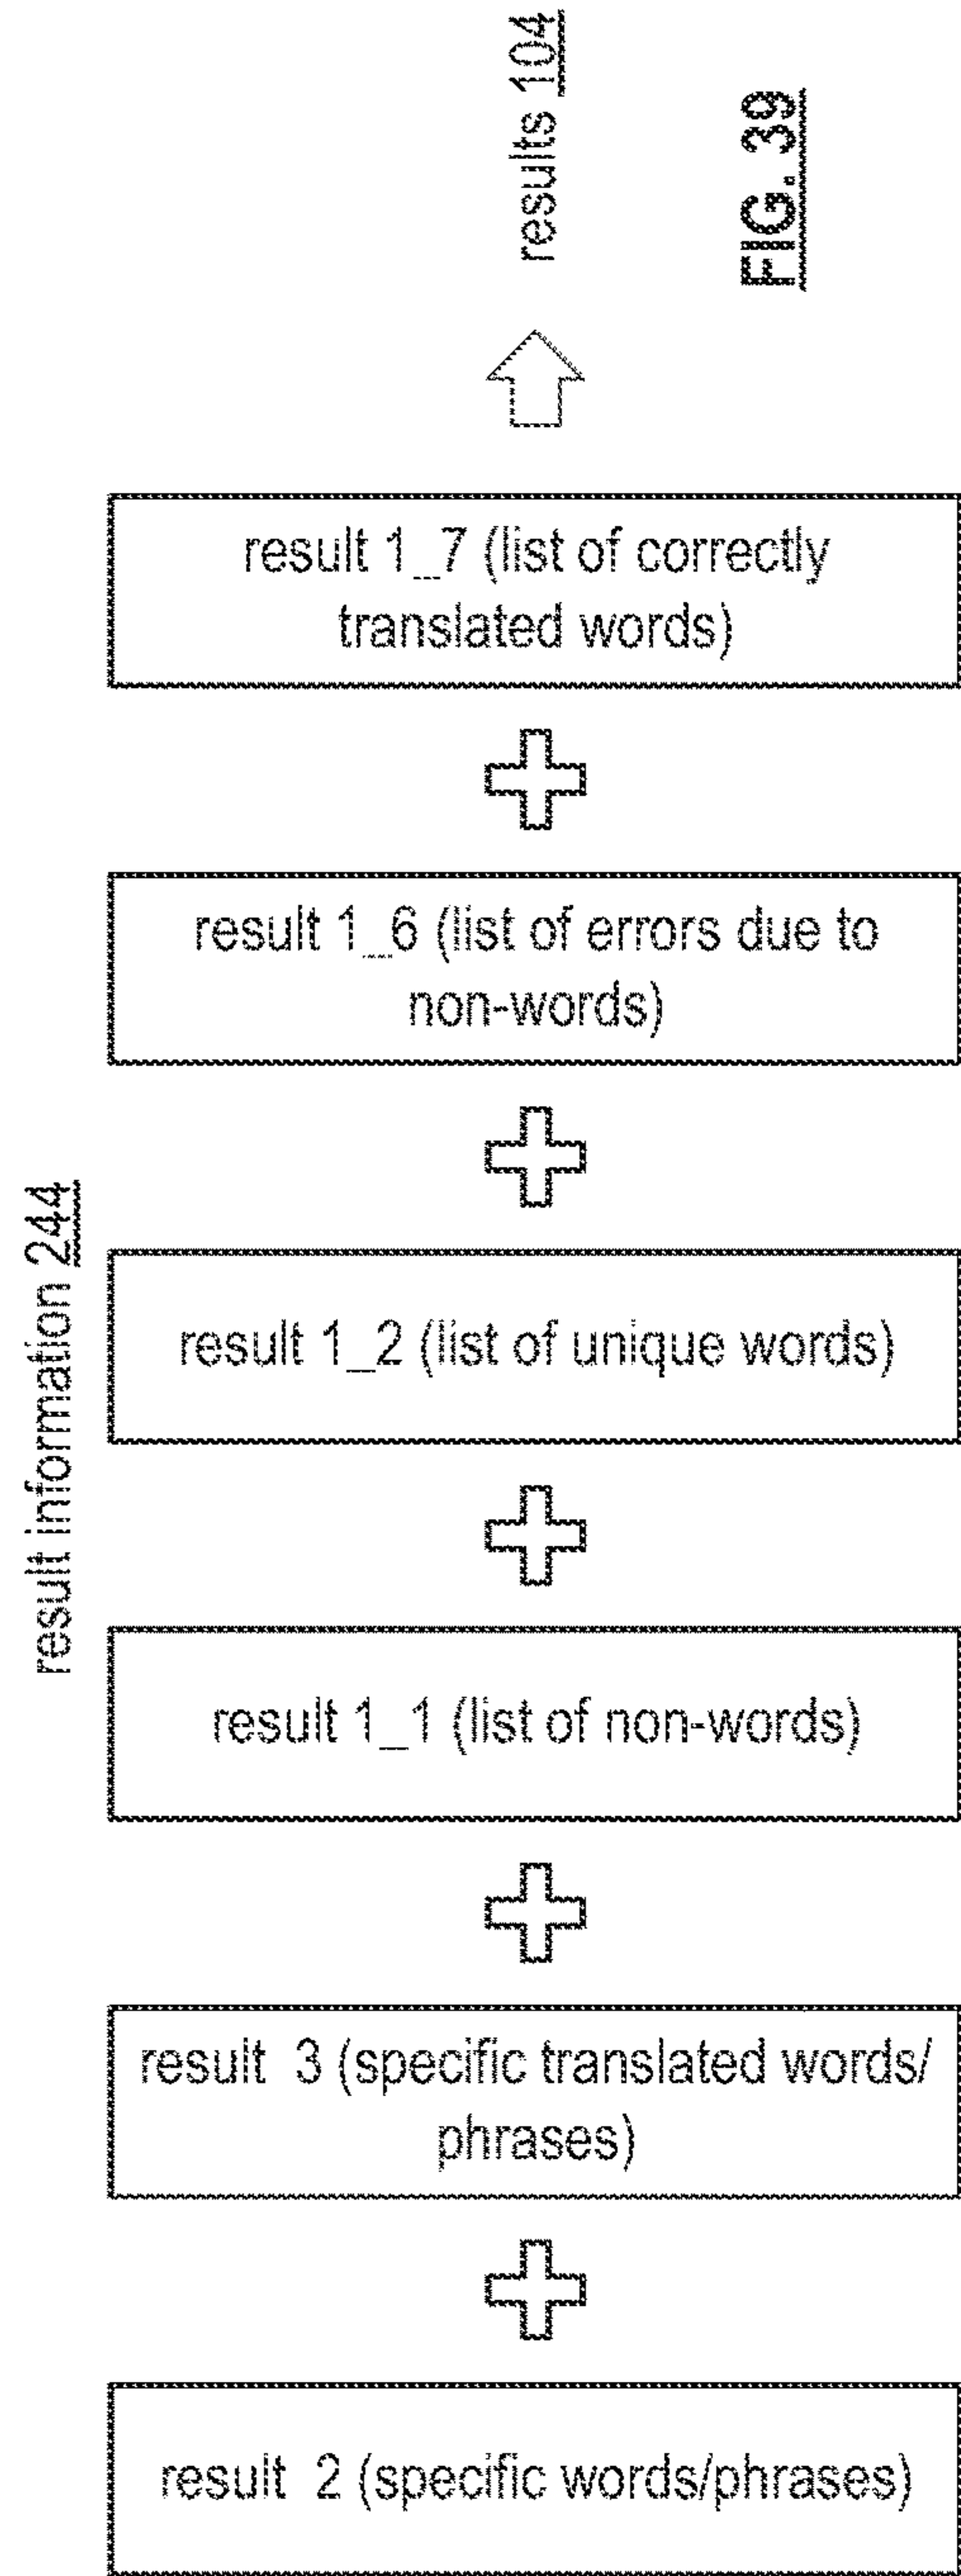 results 104
FIG. 39
result information 244
result 1_7 (list of correctly
translated words)
result 1_6 (list of errors due to
non-words)
result 1_2 (list of unique words)
result 1_1 (list of non-words)
result 3 (specific translated words/
phrases)
result 2 (specific words/phrases)